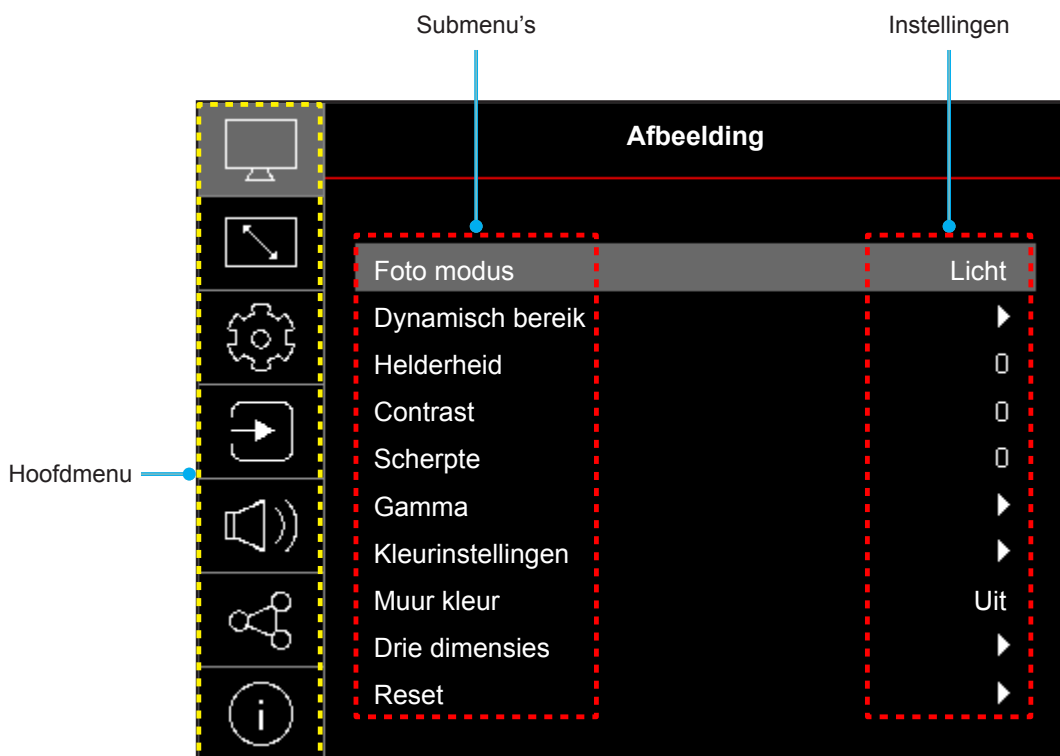 Submenu's Instellingen
Afbeelding
Foto modus Licht
Dynamisch bereik
Helderheid 0
Contrast 0
Scherpte 0
Hoofdmenu
Gamma
Kleurinstellingen
Muur kleur Uit
Drie dimensies
Reset
i